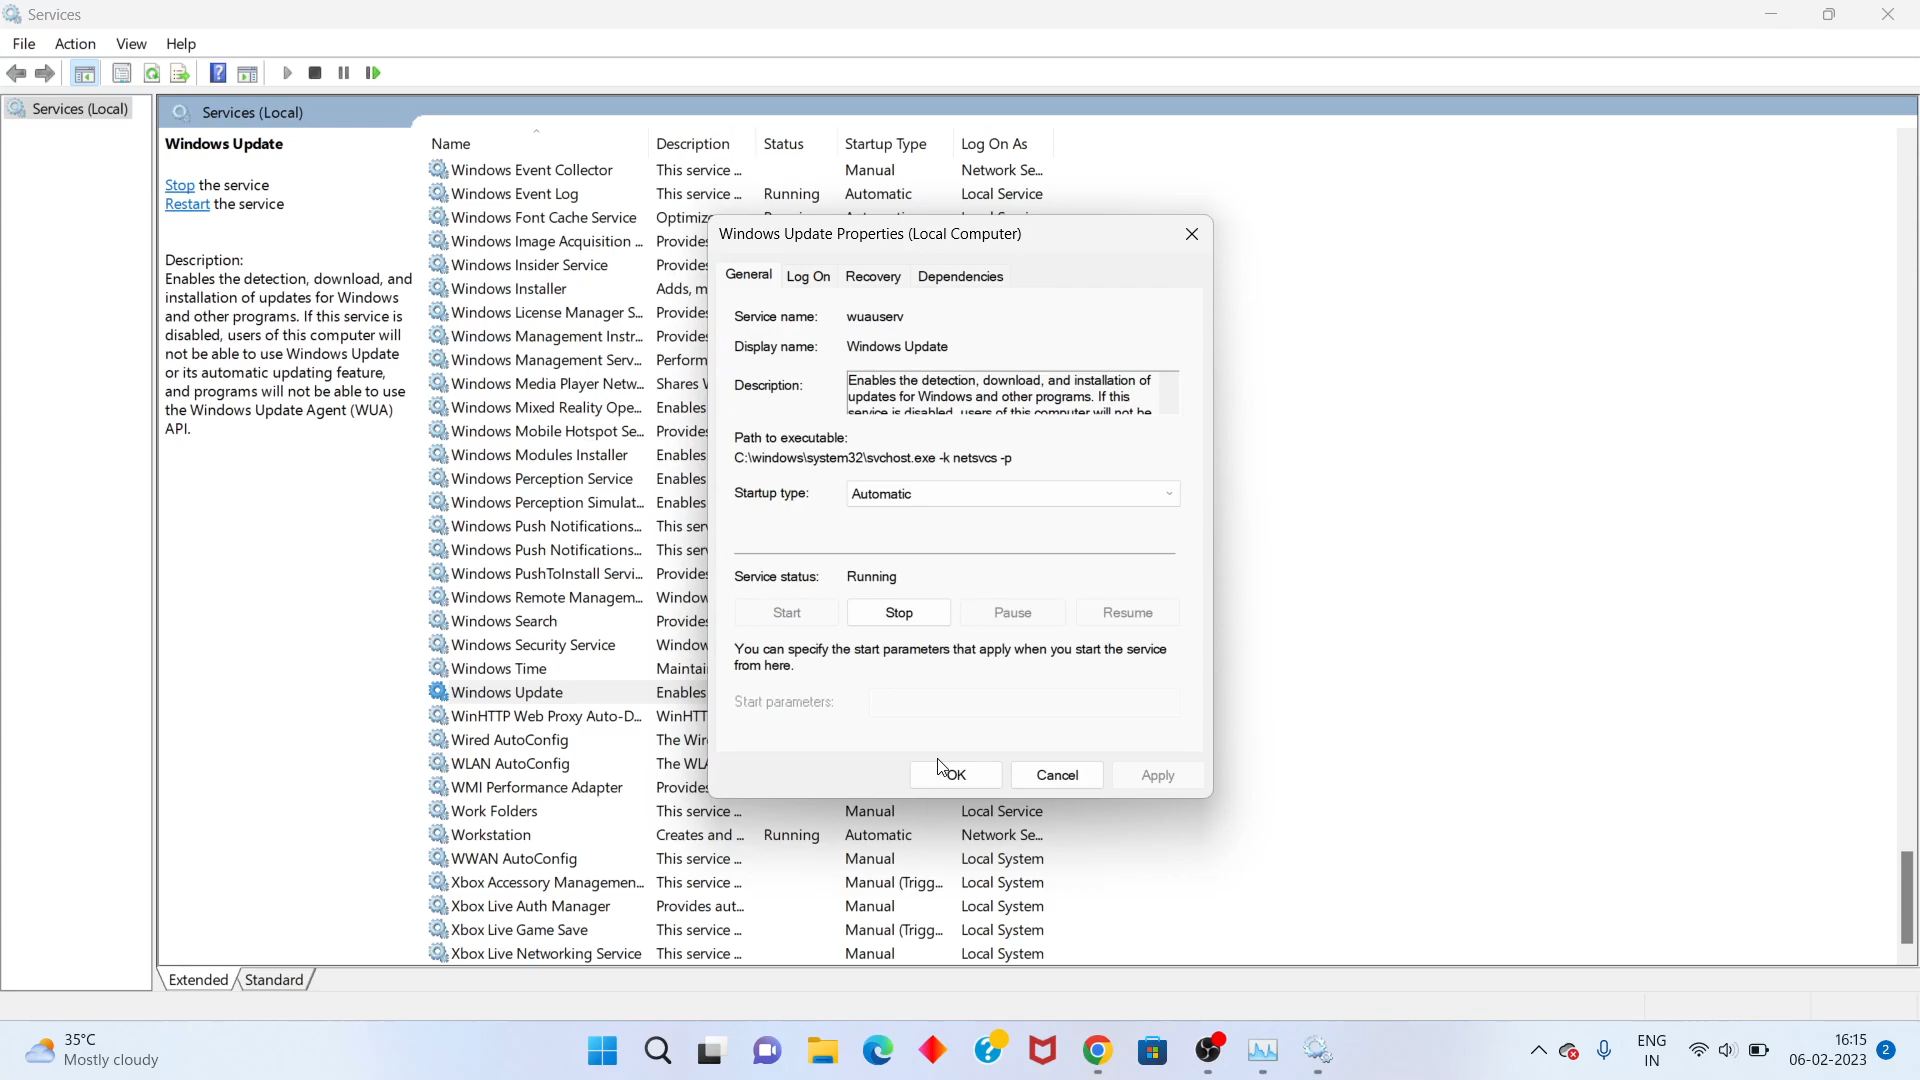 Services
File Action View Help
Services (Local)
Services (Local)
Windows Update
Stop the service
Restart the service
Description:
Enables the detection, download, and
installation of updates for Windows
and other programs. If this service is
disabled, users of this computer will
not be able to use Windows Update
or its automatic updating feature,
and programs will not be able to use
the Windows Update Agent (WUA)
API.
Name Description Status Startup Type Log On As
Windows Event Collector This service ... Manual Network Se...
Windows Event Log This service ... Running Automatic Local Service
Windows Font Cache Service Optimiz
Windows Image Acquisition ... Provide
Windows Insider Service Provide
Windows Installer Adds, m
Windows License Manager S... Provide
Windows Management Instr... Provide
Windows Management Serv... Perform
Windows Media Player Netw... Shares
Windows Mixed Reality Ope... Enables
Windows Mobile Hotspot Se... Provide
Windows Modules Installer Enables
Windows Perception Service Enables
Windows Perception Simulat... Enables
Windows Push Notifications... This ser
Windows Push Notifications... This ser
Windows PushToInstall Servi... Provide
Windows Remote Managem... Window
Windows Search Provide
Windows Security Service Window
Windows Time Maintai
Windows Update Enables
WinHTTP Web Proxy Auto-D... WinHTT
Wired AutoConfig The Wi
WLAN AutoConfig The WL
WMI Performance Adapter Provide
Work Folders This service ... Manual Local Service
Workstation Creates and ... Running Automatic Network Se...
WWAN AutoConfig This service ... Manual Local System
Xbox Accessory Managemen... This service ... Manual (Trigg... Local System
Xbox Live Auth Manager Provides aut... Manual Local System
Xbox Live Game Save This service ... Manual (Trigg... Local System
Xbox Live Networking Service This service ... Manual Local System
Windows Update Properties (Local Computer)
General Log On Recovery Dependencies
Service name: wuauserv
Display name: Windows Update
Description: Enables the detection, download, and installation of
updates for Windows and other programs. If this
service is disabled, users of this computer will not be
Path to executable:
C:\windows\system32\svchost.exe -k netsvcs -p
Startup type: Automatic
Service status: Running
Start Stop Pause Resume
You can specify the start parameters that apply when you start the service
from here.
Start parameters:
OK Cancel Apply
Extended Standard
35°C
Mostly cloudy
ENG
IN
16:15
06-02-2023
2